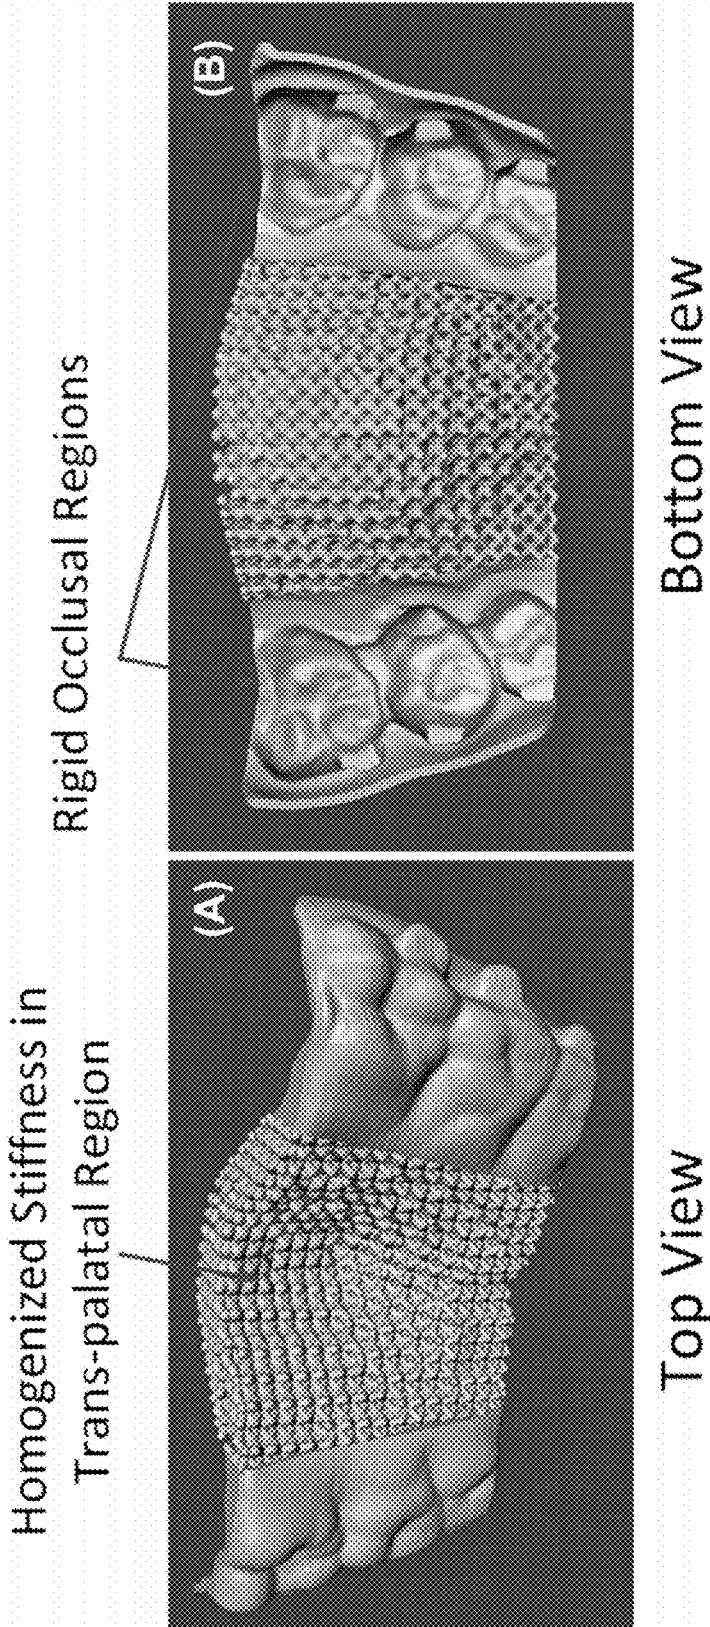 Homogenized Stiffness in
Trans-palatal Region
Rigid Occlusal Regions
(A)
(B)
Top View
Bottom View